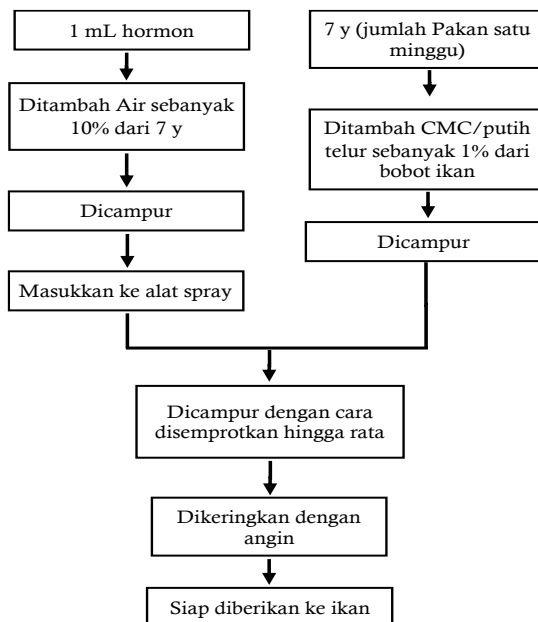 1 mL hormon
Ditambah Air sebanyak
10% dari 7 y
Dicampur
Masukkan ke alat spray
7 y (jumlah Pakan satu
minggu)
Ditambah CMC/putih
telur sebanyak 1% dari
bobot ikan
Dicampur
Dicampur dengan cara
disemprotkan hingga rata
Dikeringkan dengan
angin
Siap diberikan ke ikan